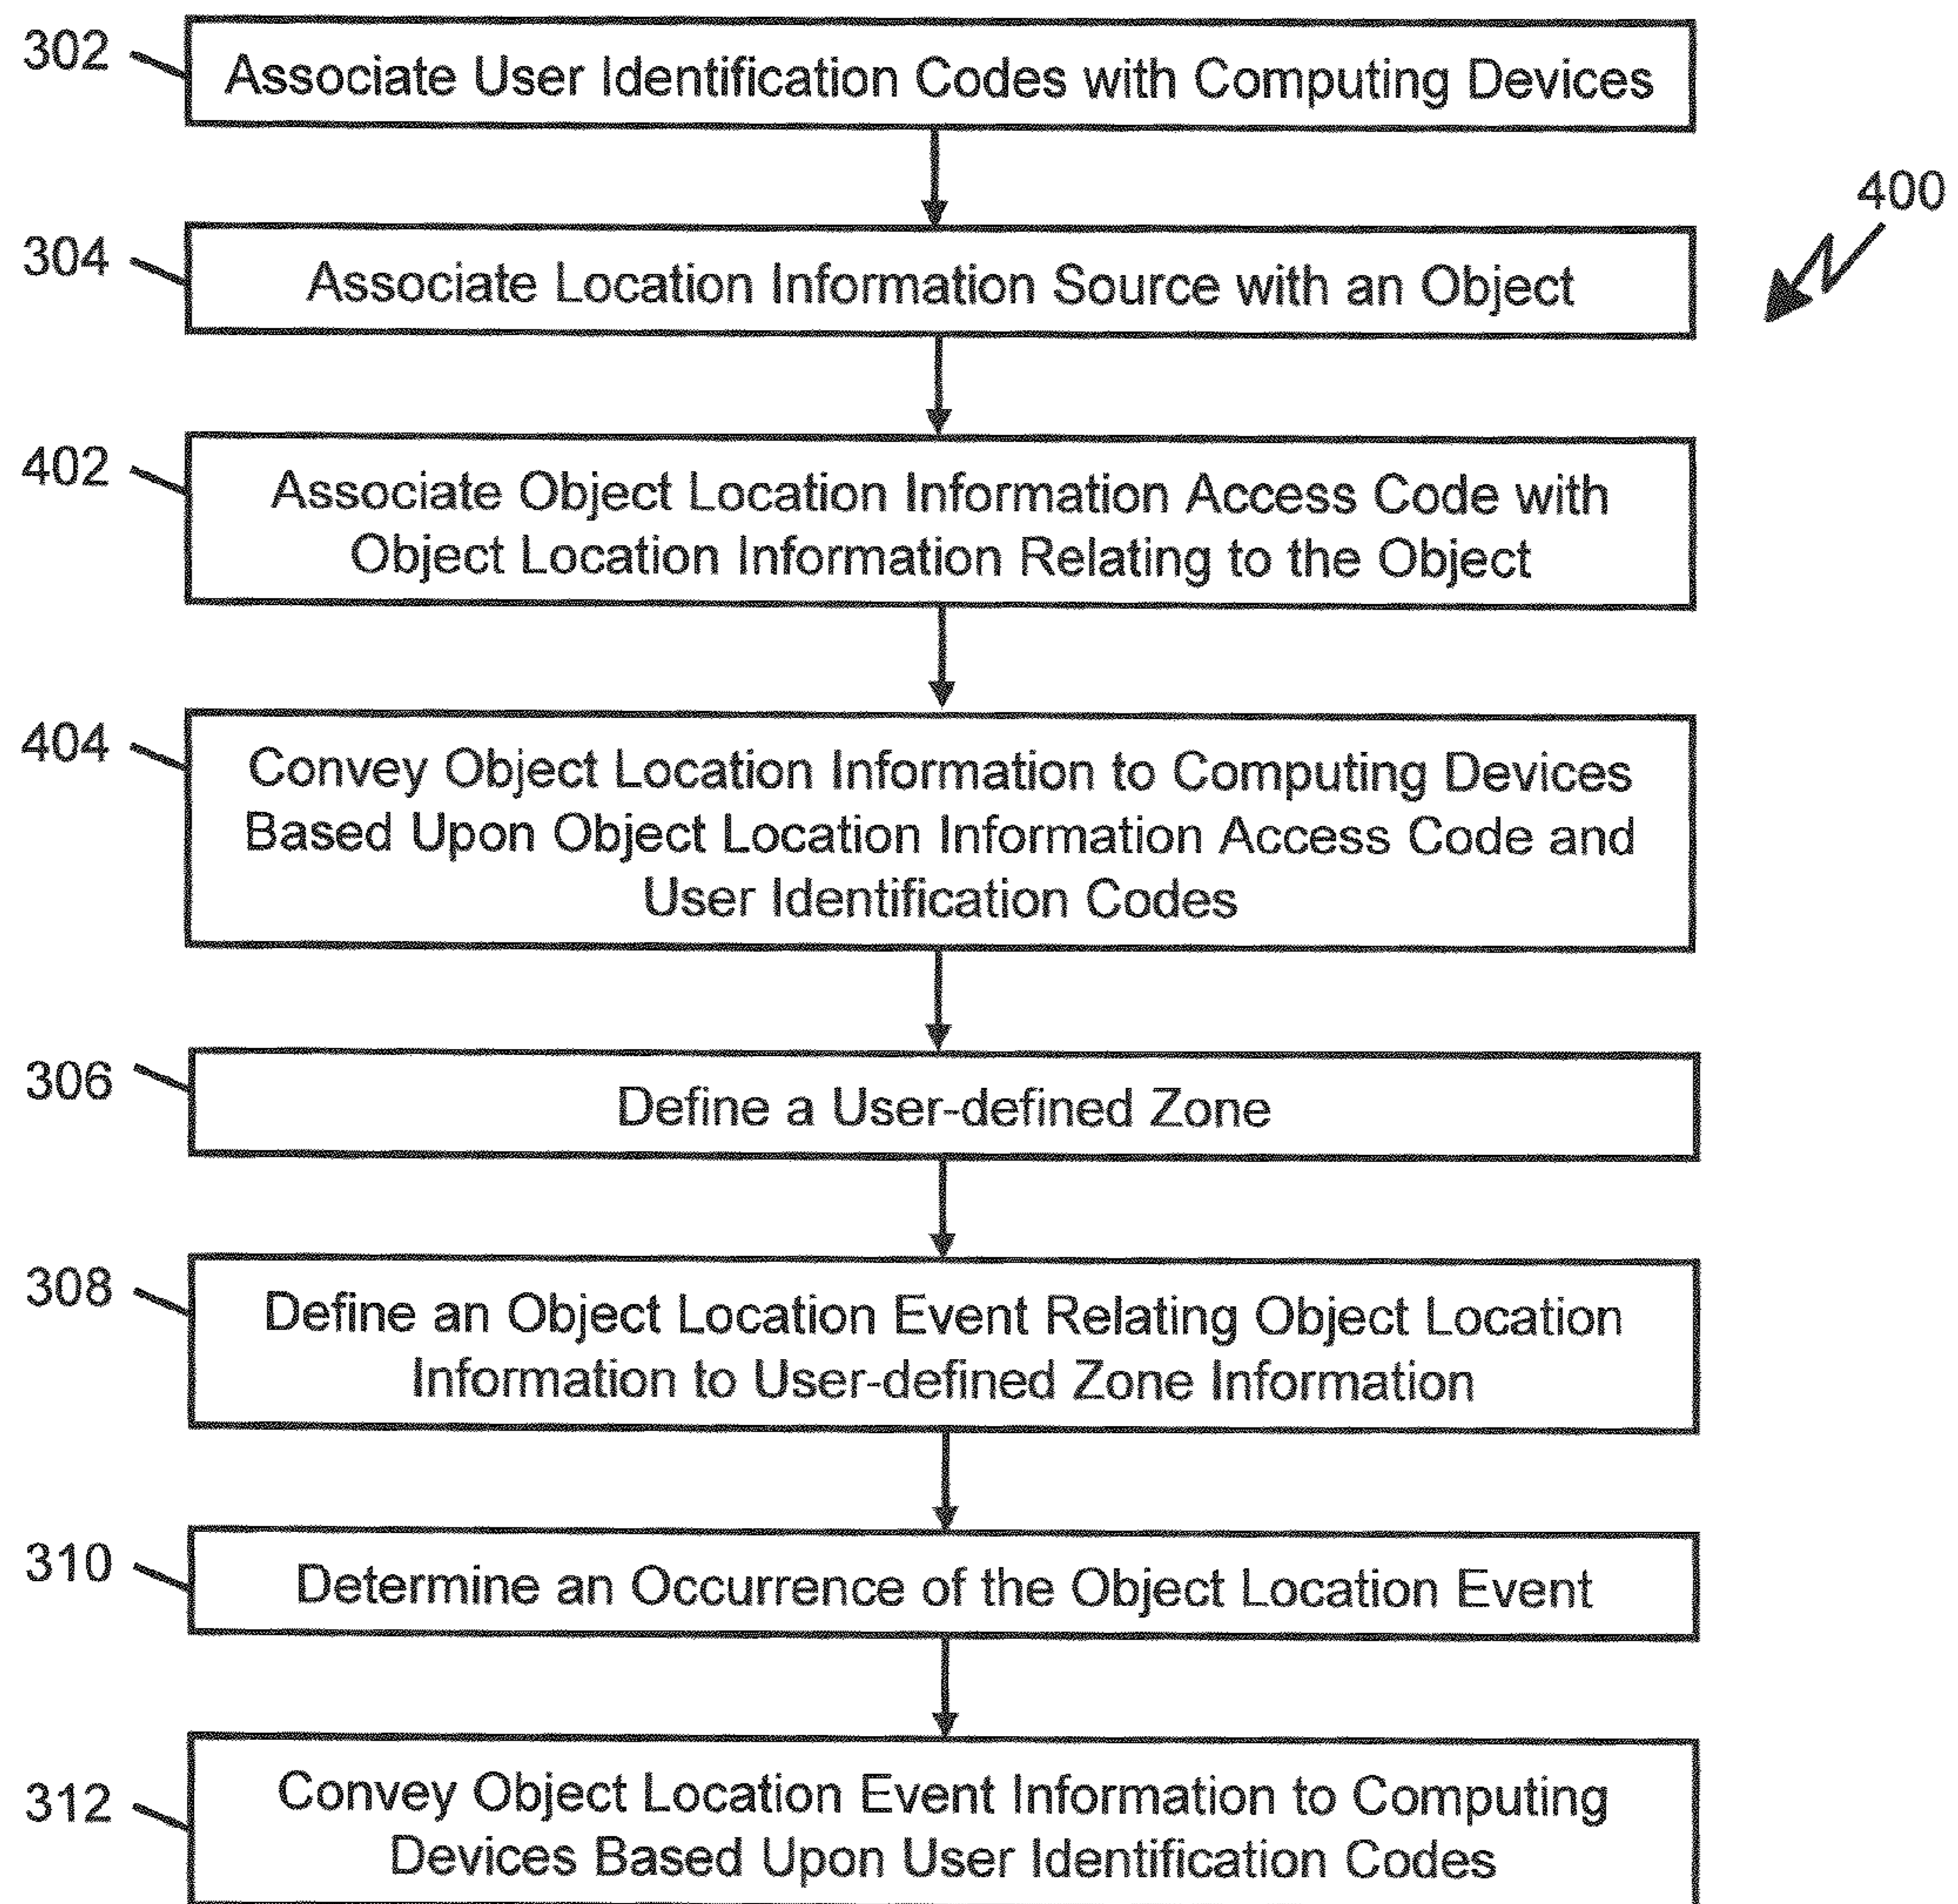 302
Associate User Identification Codes with Computing Devices
400
304
Associate Location Information Source with an Object
402
Associate Object Location Information Access Code with
Object Location Information Relating to the Object
404
Convey Object Location Information to Computing Devices
Based Upon Object Location Information Access Code and
User Identification Codes
306
Define a User-defined Zone
308
Define an Object Location Event Relating Object Location
Information to User-defined Zone Information
310
Determine an Occurrence of the Object Location Event
312
Convey Object Location Event Information to Computing
Devices Based Upon User Identification Codes